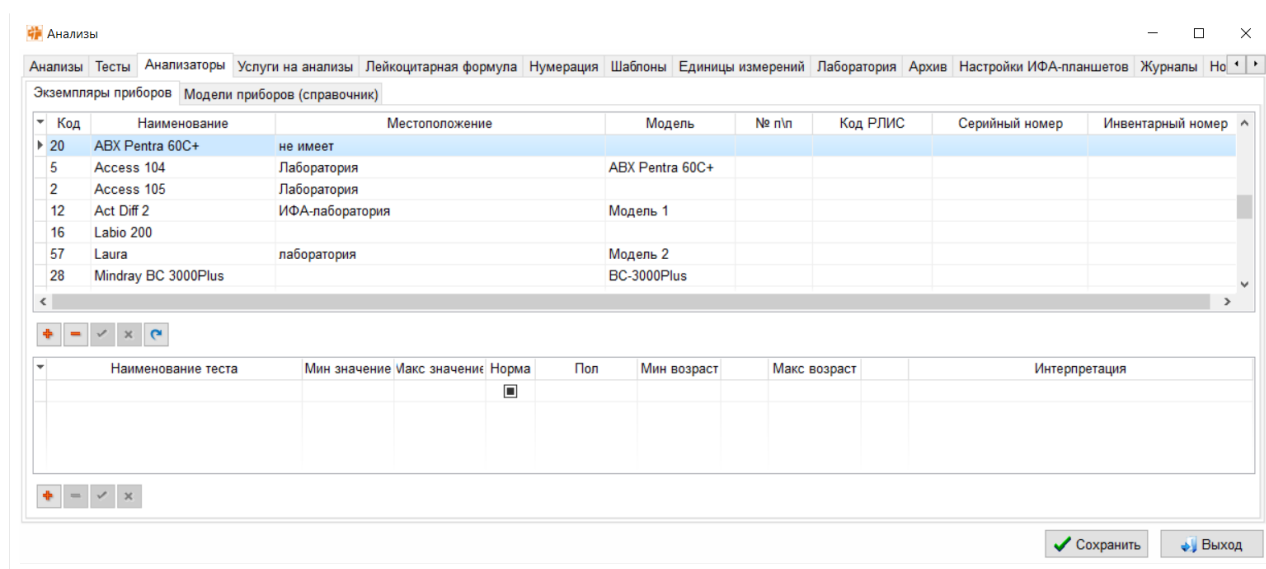 Анализы
Анализы Тесты Анализаторы Услуги на анализы Лейкоцитарная формула Нумерация Шаблоны Единицы измерений Лаборатория Архив Настройки ИФА-планшетов Журналы Но
Экземпляры приборов Модели приборов (справочник)
Код Наименование Местоположение Модель № п\п Код РЛИС Серийный номер Инвентарный номер
20 ABX Pentra 60C+ не имеет
5 Access 104 Лаборатория ABX Pentra 60C+
2 Access 105 Лаборатория
12 Act Diff 2 ИФА-лаборатория Модель 1
16 Labio 200
57 Laura лаборатория Модель 2
28 Mindray BC 3000Plus BC-3000Plus
Наименование теста Мин значение Макс значение Норма Пол Мин возраст Макс возраст Интерпретация
Сохранить Выход